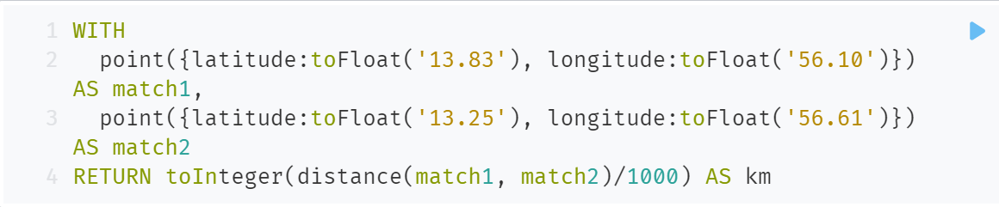 1 WITH
2   point({latitude:toFloat('13.83'), longitude:toFloat('56.10')})
AS match1,
3   point({latitude:toFloat('13.25'), longitude:toFloat('56.61')})
AS match2
4 RETURN toInteger(distance(match1, match2)/1000) AS km